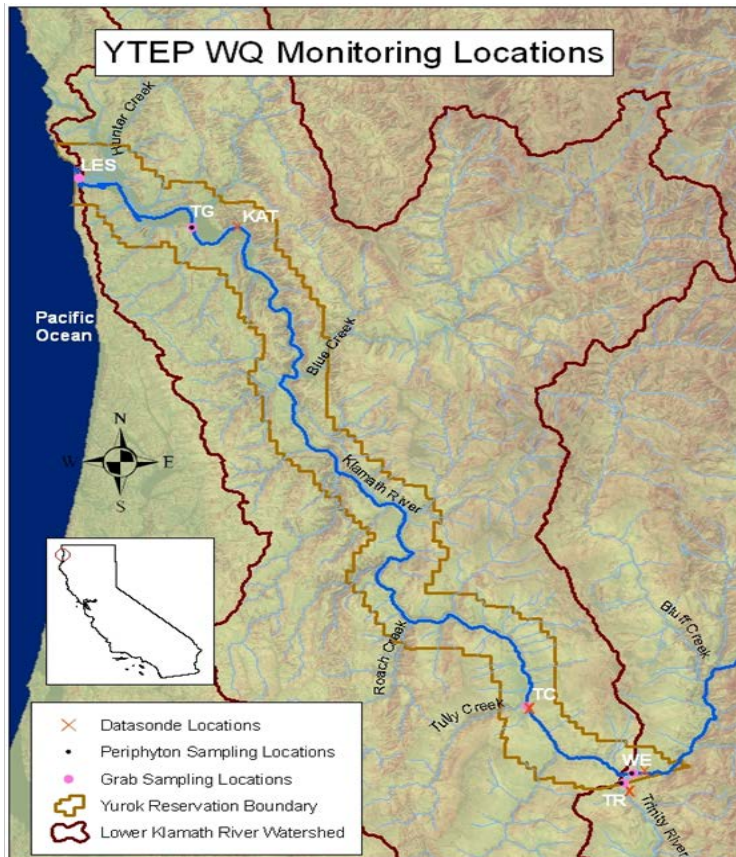 YTEP WQ Monitoring Locations
Hunter Creek
LES
TG
KAT
Pacific
Ocean
Blue Creek
N
W
E
S
Klamath River
Bluff Creek
Roach Creek
TC
Tully Creek
WE
TR
Trinity River
Datasonde Locations
Periphyton Sampling Locations
Grab Sampling Locations
Yurok Reservation Boundary
Lower Klamath River Watershed